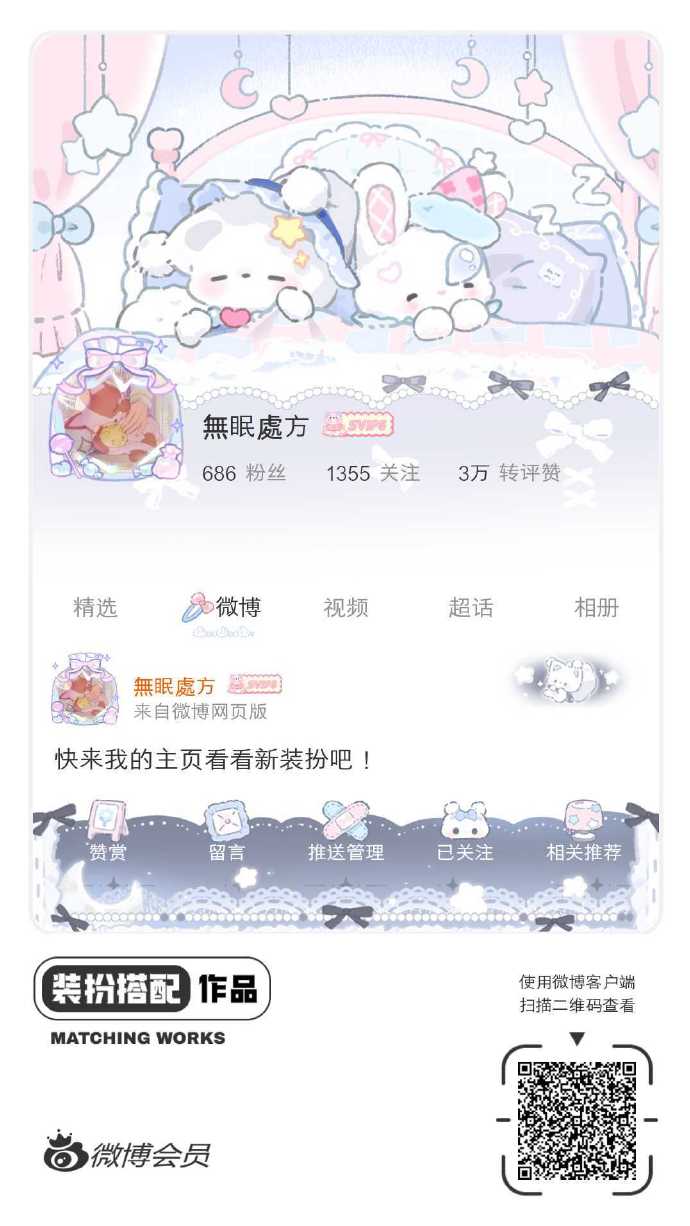 Z
Z
Z
無眠處方 SVIP6
686 粉丝 1355 关注 3万 转评赞
精选 微博 视频 超话 相册
無眠處方 SVIP6
来自微博网页版
快来我的主页看看新装扮吧！
赞赏 留言 推送管理 已关注 相关推荐
装扮搭配 作品
MATCHING WORKS
使用微博客户端
扫描二维码查看
微博会员